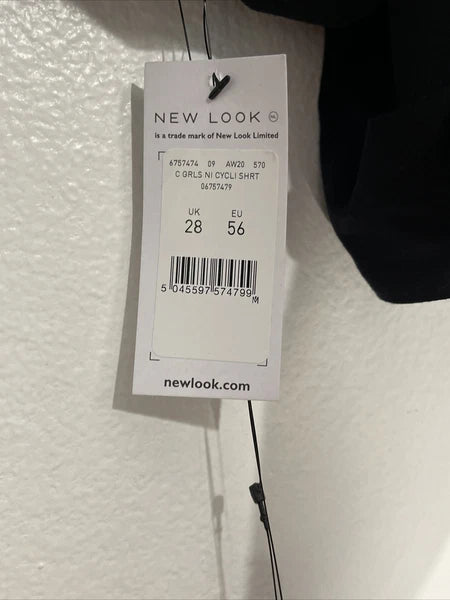 NEW LOOK NL
is a trade mark of New Look Limited
6757474 09 AW20 570
C GRLS NI CYCLI SHRT
06757479
UK EU
28 56
5 045597 574799
M
newlook.com